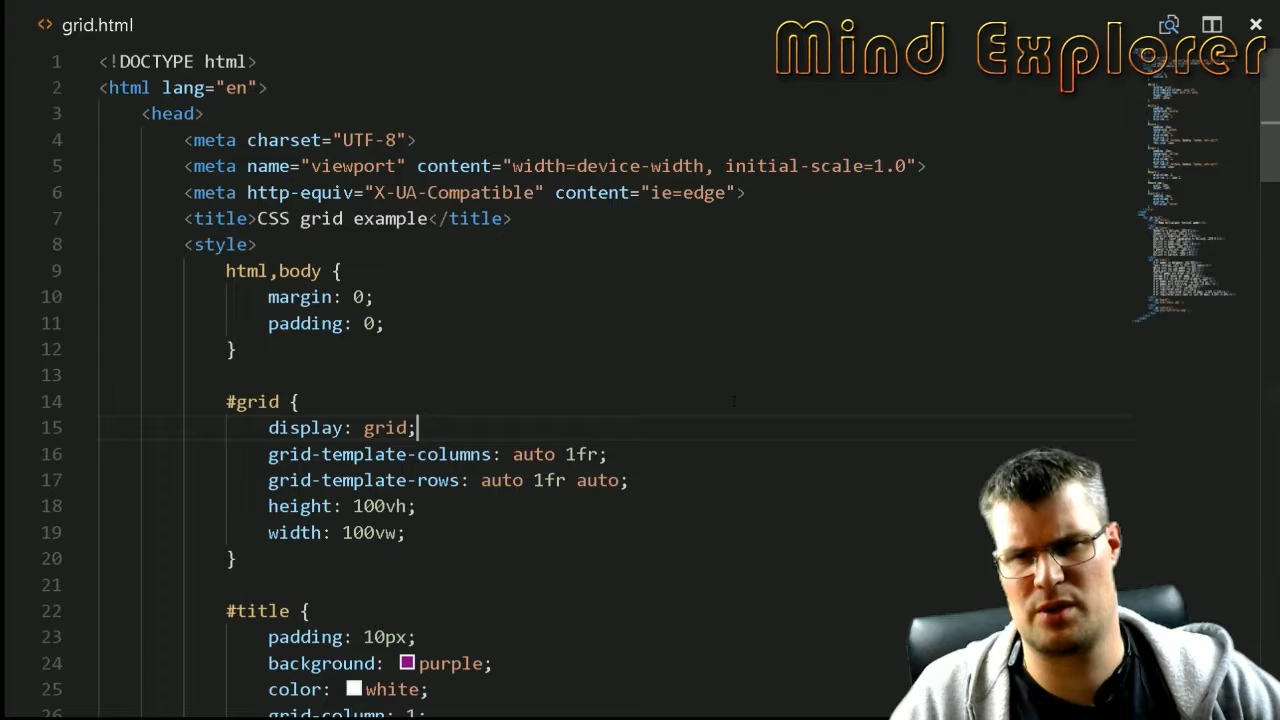 grid.html
Mind Explorer
1 <!DOCTYPE html>
2 <html lang="en">
3 <head>
4 <meta charset="UTF-8">
5 <meta name="viewport" content="width=device-width, initial-scale=1.0">
6 <meta http-equiv="X-UA-Compatible" content="ie=edge">
7 <title>CSS grid example</title>
8 <style>
9 html,body {
10 margin: 0;
11 padding: 0;
12 }
13
14 #grid {
15 display: grid;
16 grid-template-columns: auto 1fr;
17 grid-template-rows: auto 1fr auto;
18 height: 100vh;
19 width: 100vw;
20 }
21
22 #title {
23 padding: 10px;
24 background: purple;
25 color: white;
26 grid-column: 1;